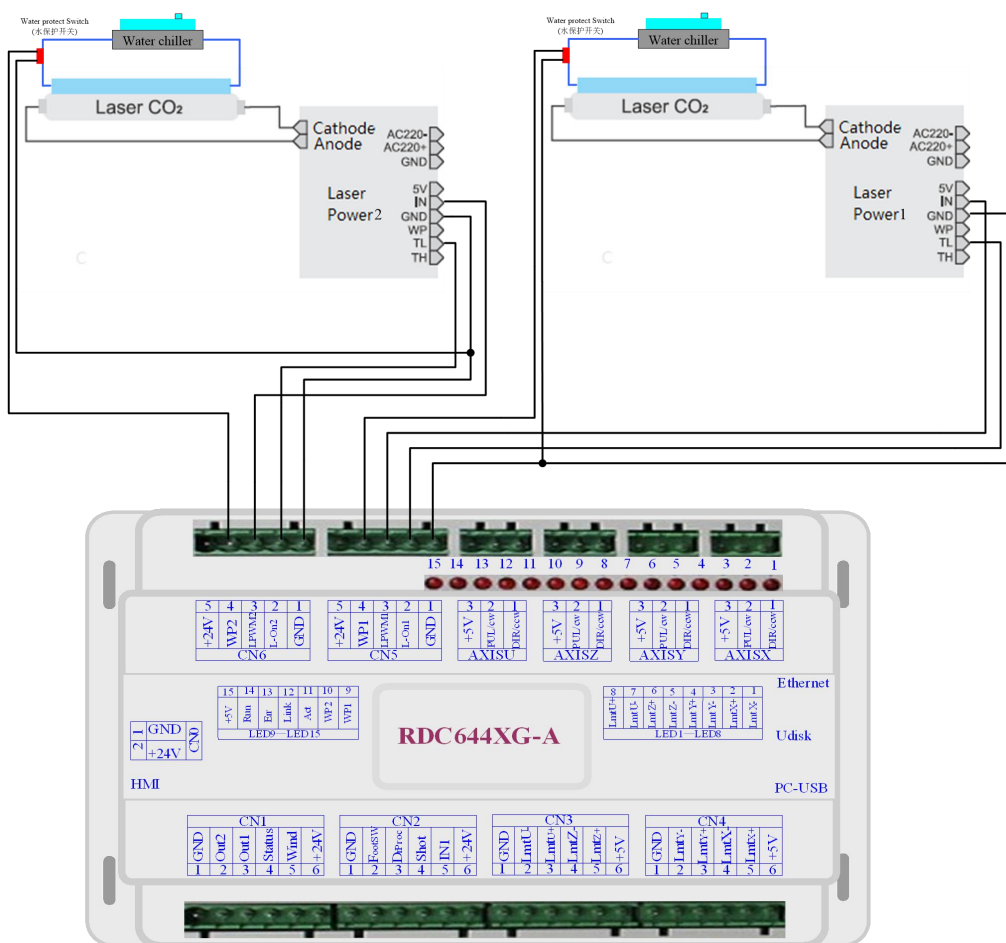 Water protect Switch
(水保护开关)
Water chiller
Laser CO₂
Cathode
Anode
AC220-
AC220+
GND
Laser
Power2
5V
IN
GND
WP
TL
TH
C
Water protect Switch
(水保护开关)
Water chiller
Laser CO₂
Cathode
Anode
AC220-
AC220+
GND
Laser
Power1
5V
IN
GND
WP
TL
TH
C
15 14 13 12 11 10 9 8 7 6 5 4 3 2 1
5 4 3 2 1
+24V WP2 LPWM2 L-On2 GND
CN6
5 4 3 2 1
+24V WP1 LPWM1 L-On1 GND
CN5
3 2 1
+5V PUL/cw DIR/ccw
AXISU
3 2 1
+5V PUL/cw DIR/ccw
AXISZ
3 2 1
+5V PUL/cw DIR/ccw
AXISY
3 2 1
+5V PUL/cw DIR/ccw
AXISX
15 14 13 12 11 10 9
+5V Run Err Link Act WP2 WP1
LED9—LED15
8 7 6 5 4 3 2 1
LmtU+ LmtU- LmtZ+ LmtZ- LmtY+ LmtY- LmtX+ LmtX-
LED1—LED8
Ethernet
Udisk
PC-USB
1 GND
2 +24V
CN0
HMI
RDC644XG-A
CN1
GND Out2 Out1 Status Wind +24V
1 2 3 4 5 6
CN2
GND FootSW DrProc Shot IN1 +24V
1 2 3 4 5 6
CN3
GND LmtU- LmtU+ LmtZ- LmtZ+ +5V
1 2 3 4 5 6
CN4
GND LmtY- LmtY+ LmtX- LmtX+ +5V
1 2 3 4 5 6